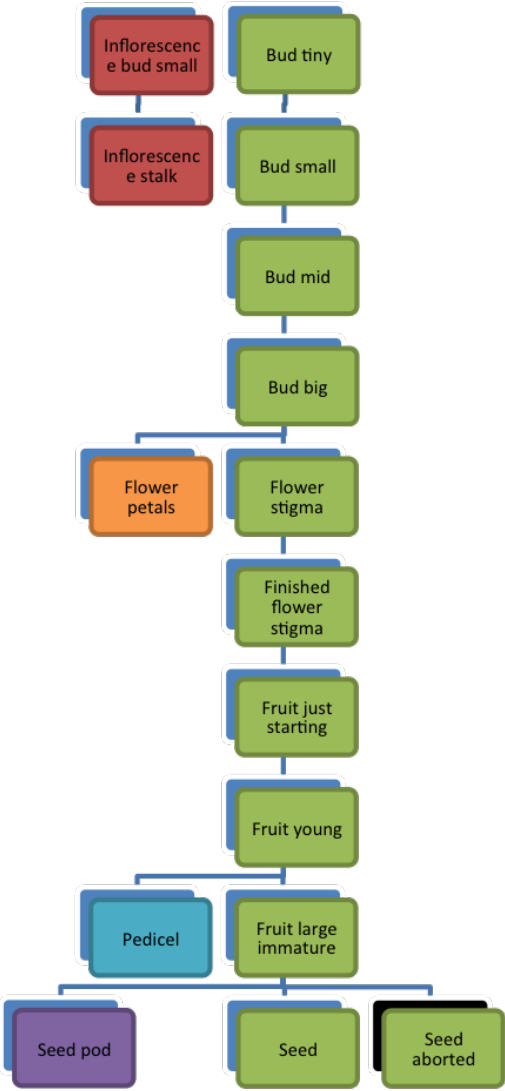 Inflorescenc
e bud small
Bud tiny
Inflorescenc
e stalk
Bud small
Bud mid
Bud big
Flower
petals
Flower
stigma
Finished
flower
stigma
Fruit just
starting
Fruit young
Pedicel
Fruit large
immature
Seed pod
Seed
Seed
aborted